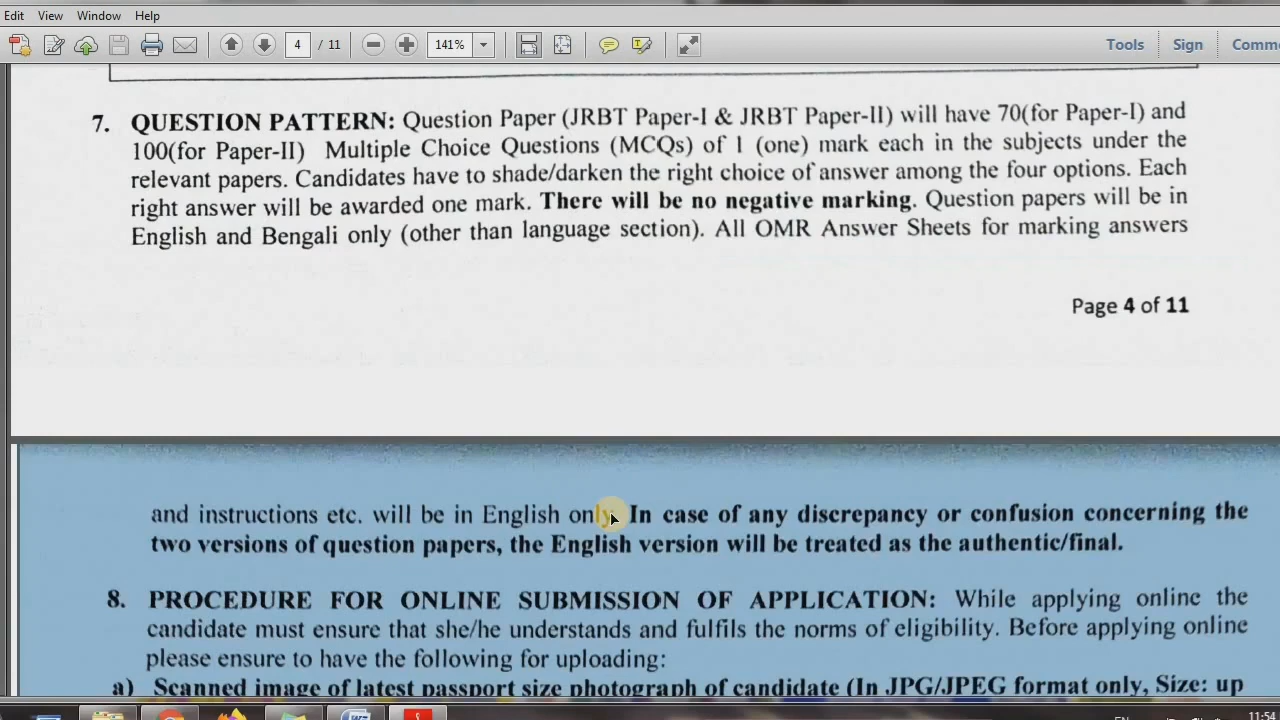 Edit View Window Help
4 / 11 141% Tools Sign Comme
7. QUESTION PATTERN: Question Paper (JRBT Paper-I & JRBT Paper-II) will have 70(for Paper-I) and
100(for Paper-II) Multiple Choice Questions (MCQs) of 1 (one) mark each in the subjects under the
relevant papers. Candidates have to shade/darken the right choice of answer among the four options. Each
right answer will be awarded one mark. There will be no negative marking. Question papers will be in
English and Bengali only (other than language section). All OMR Answer Sheets for marking answers
Page 4 of 11
and instructions etc. will be in English only. In case of any discrepancy or confusion concerning the
two versions of question papers, the English version will be treated as the authentic/final.
8. PROCEDURE FOR ONLINE SUBMISSION OF APPLICATION: While applying online the
candidate must ensure that she/he understands and fulfils the norms of eligibility. Before applying online
please ensure to have the following for uploading:
a) Scanned image of latest passport size photograph of candidate (In JPG/JPEG format only, Size: up
11:54